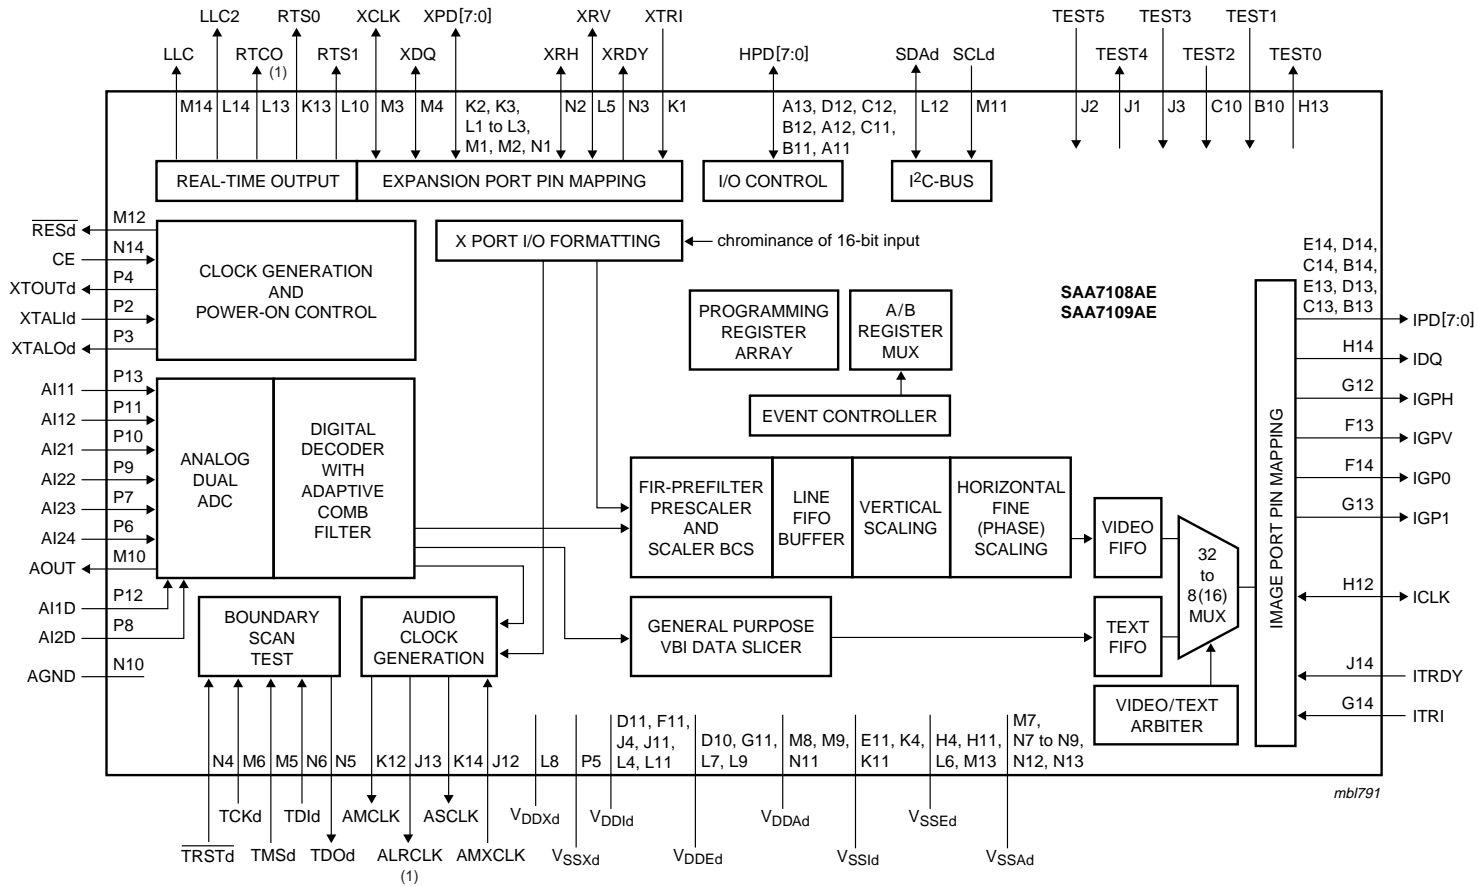 LLC2 RTS0 XCLK XPD[7:0] XRV XTRI TEST5 TEST3 TEST1
LLC RTCO RTS1 XDQ XRH XRDY HPD[7:0] SDAd SCLd TEST4 TEST2 TEST0
(1)
M14 L14 L13 K13 L10 M3 M4 K2, K3, N2 L5 N3 K1 A13, D12, C12, L12 M11 J2 J1 J3 C10 B10 H13
L1 to L3, B12, A12, C11,
M1, M2, N1 B11, A11
REAL-TIME OUTPUT EXPANSION PORT PIN MAPPING I/O CONTROL I2C-BUS
M12
RESd
N14
CE
P4
XTOUTd
P2
XTALId
P3
XTALOd
CLOCK GENERATION
AND
POWER-ON CONTROL
X PORT I/O FORMATTING chrominance of 16-bit input
PROGRAMMING
REGISTER
ARRAY
A/B
REGISTER
MUX
EVENT CONTROLLER
SAA7108AE
SAA7109AE
E14, D14,
C14, B14,
E13, D13,
C13, B13
IPD[7:0]
H14
IDQ
G12
IGPH
F13
IGPV
F14
IGP0
G13
IGP1
H12
ICLK
J14
ITRDY
G14
ITRI
IMAGE PORT PIN MAPPING
P13
AI11
P11
AI12
P10
AI21
P9
AI22
P7
AI23
P6
AI24
M10
AOUT
P12
AI1D
P8
AI2D
N10
AGND
ANALOG
DUAL
ADC
DIGITAL
DECODER
WITH
ADAPTIVE
COMB
FILTER
FIR-PREFILTER
PRESCALER
AND
SCALER BCS
LINE
FIFO
BUFFER
VERTICAL
SCALING
HORIZONTAL
FINE
(PHASE)
SCALING
VIDEO
FIFO
32
to
8(16)
MUX
BOUNDARY
SCAN
TEST
AUDIO
CLOCK
GENERATION
GENERAL PURPOSE
VBI DATA SLICER
TEXT
FIFO
VIDEO/TEXT
ARBITER
D11, F11, M7,
J4, J11, D10, G11, M8, M9, E11, K4, H4, H11, N7 to N9,
N4 M6 M5 N6 N5 K12 J13 K14 J12 L8 P5 L4, L11 L7, L9 N11 K11 L6, M13 N12, N13
mbl791
TCKd TDId AMCLK ASCLK VDDXd VDDId VDDAd VSSEd
TRSTd TMSd TDOd ALRCLK AMXCLK VSSXd VDDEd VSSId VSSAd
(1)